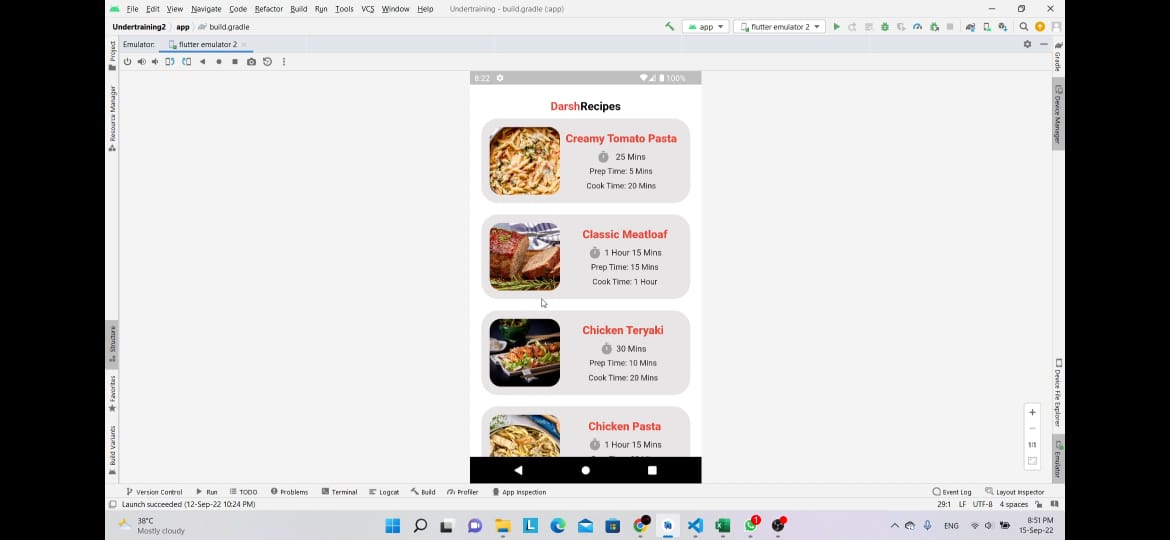 File Edit View Navigate Code Refactor Build Run Tools VCS Window Help Undertraining - build.gradle (:app)
Undertraining2 app build.gradle
app flutter emulator 2
Emulator: flutter emulator 2
Project
Resource Manager
Structure
Favorites
Build Variants
8:22 100%
DarshRecipes
Creamy Tomato Pasta
25 Mins
Prep Time: 5 Mins
Cook Time: 20 Mins
Classic Meatloaf
1 Hour 15 Mins
Prep Time: 15 Mins
Cook Time: 1 Hour
Chicken Teryaki
30 Mins
Prep Time: 10 Mins
Cook Time: 20 Mins
Chicken Pasta
1 Hour 15 Mins
Gradle
Device Manager
Device File Explorer
Emulator
1:1
Version Control Run TODO Problems Terminal Logcat Build Profiler App Inspection Event Log Layout Inspector
Launch succeeded (12-Sep-22 10:24 PM) 29:1 LF UTF-8 4 spaces
38°C
Mostly cloudy
L
1
ENG
8:51 PM
15-Sep-22